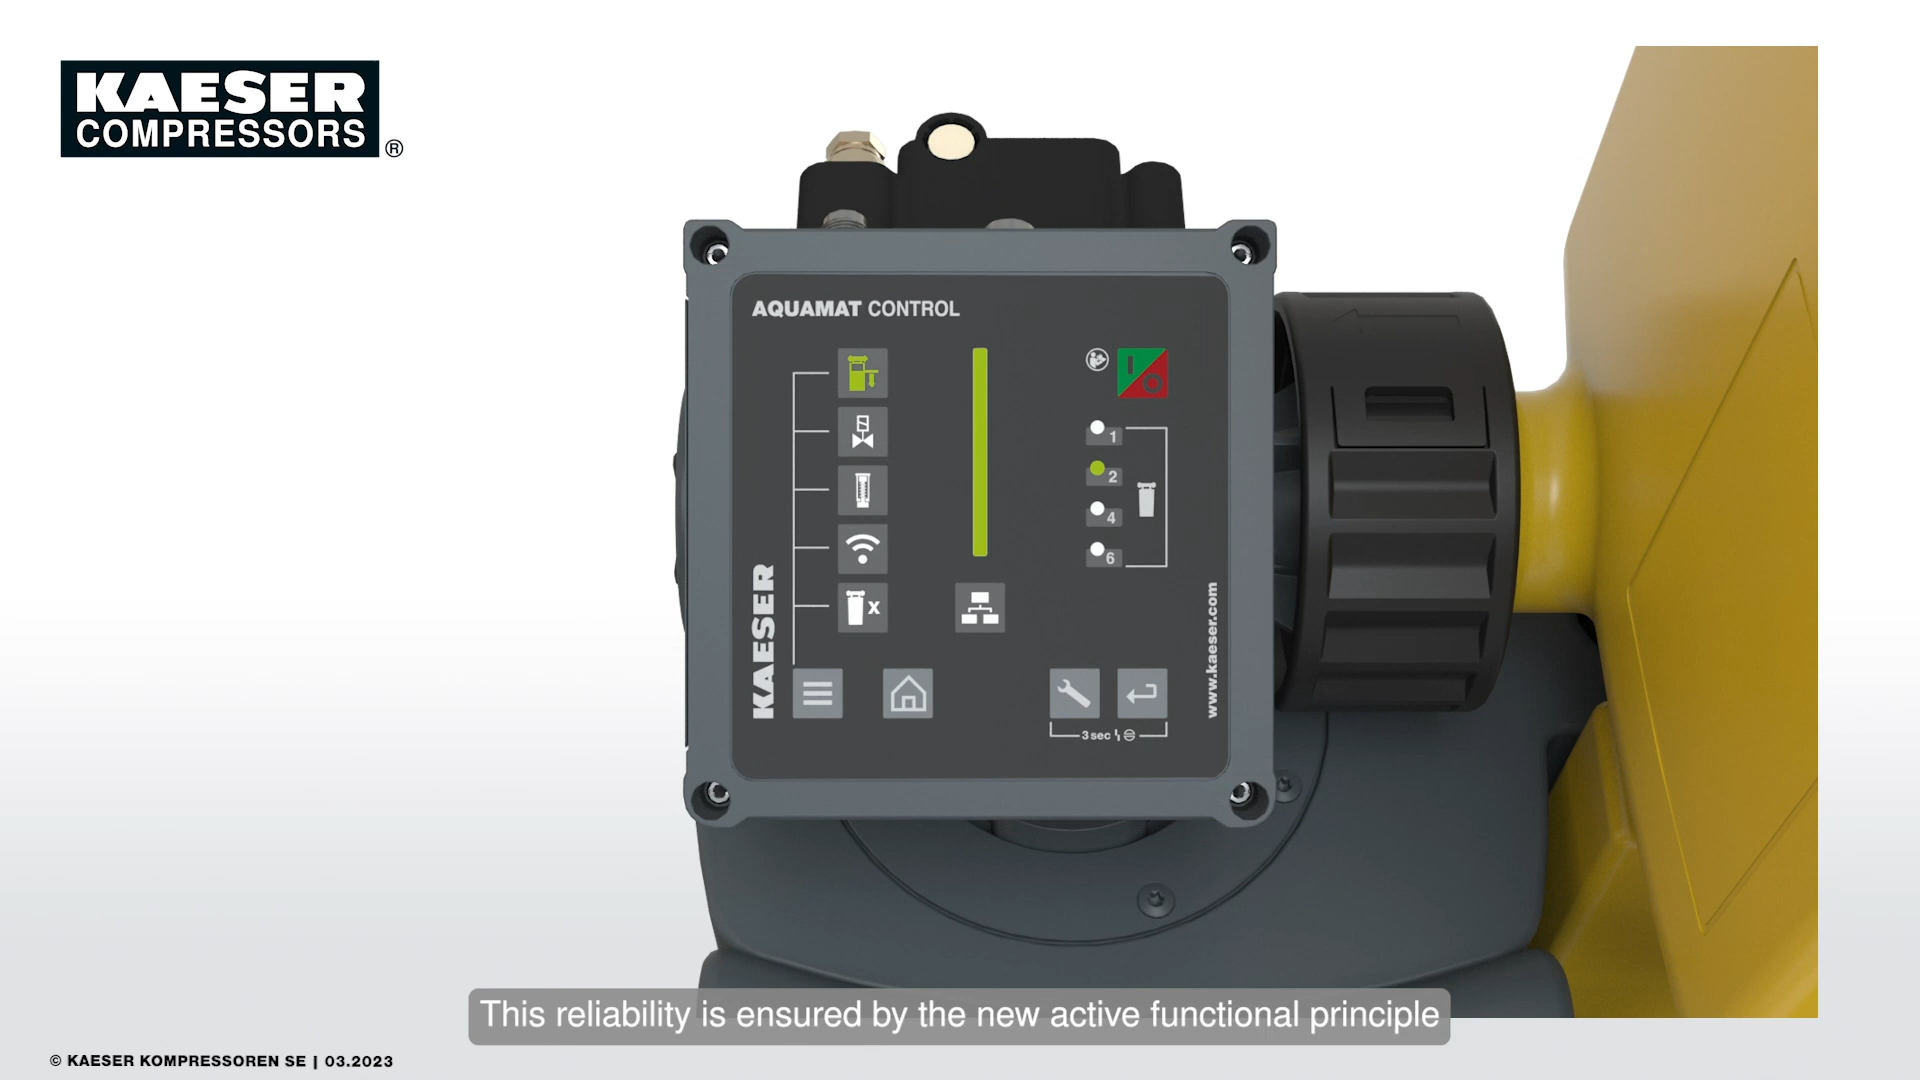 KAESER
COMPRESSORS®
AQUAMAT CONTROL
1
2
4
6
x
KAESER
www.kaeser.com
3 sec
This reliability is ensured by the new active functional principle
© KAESER KOMPRESSOREN SE | 03.2023